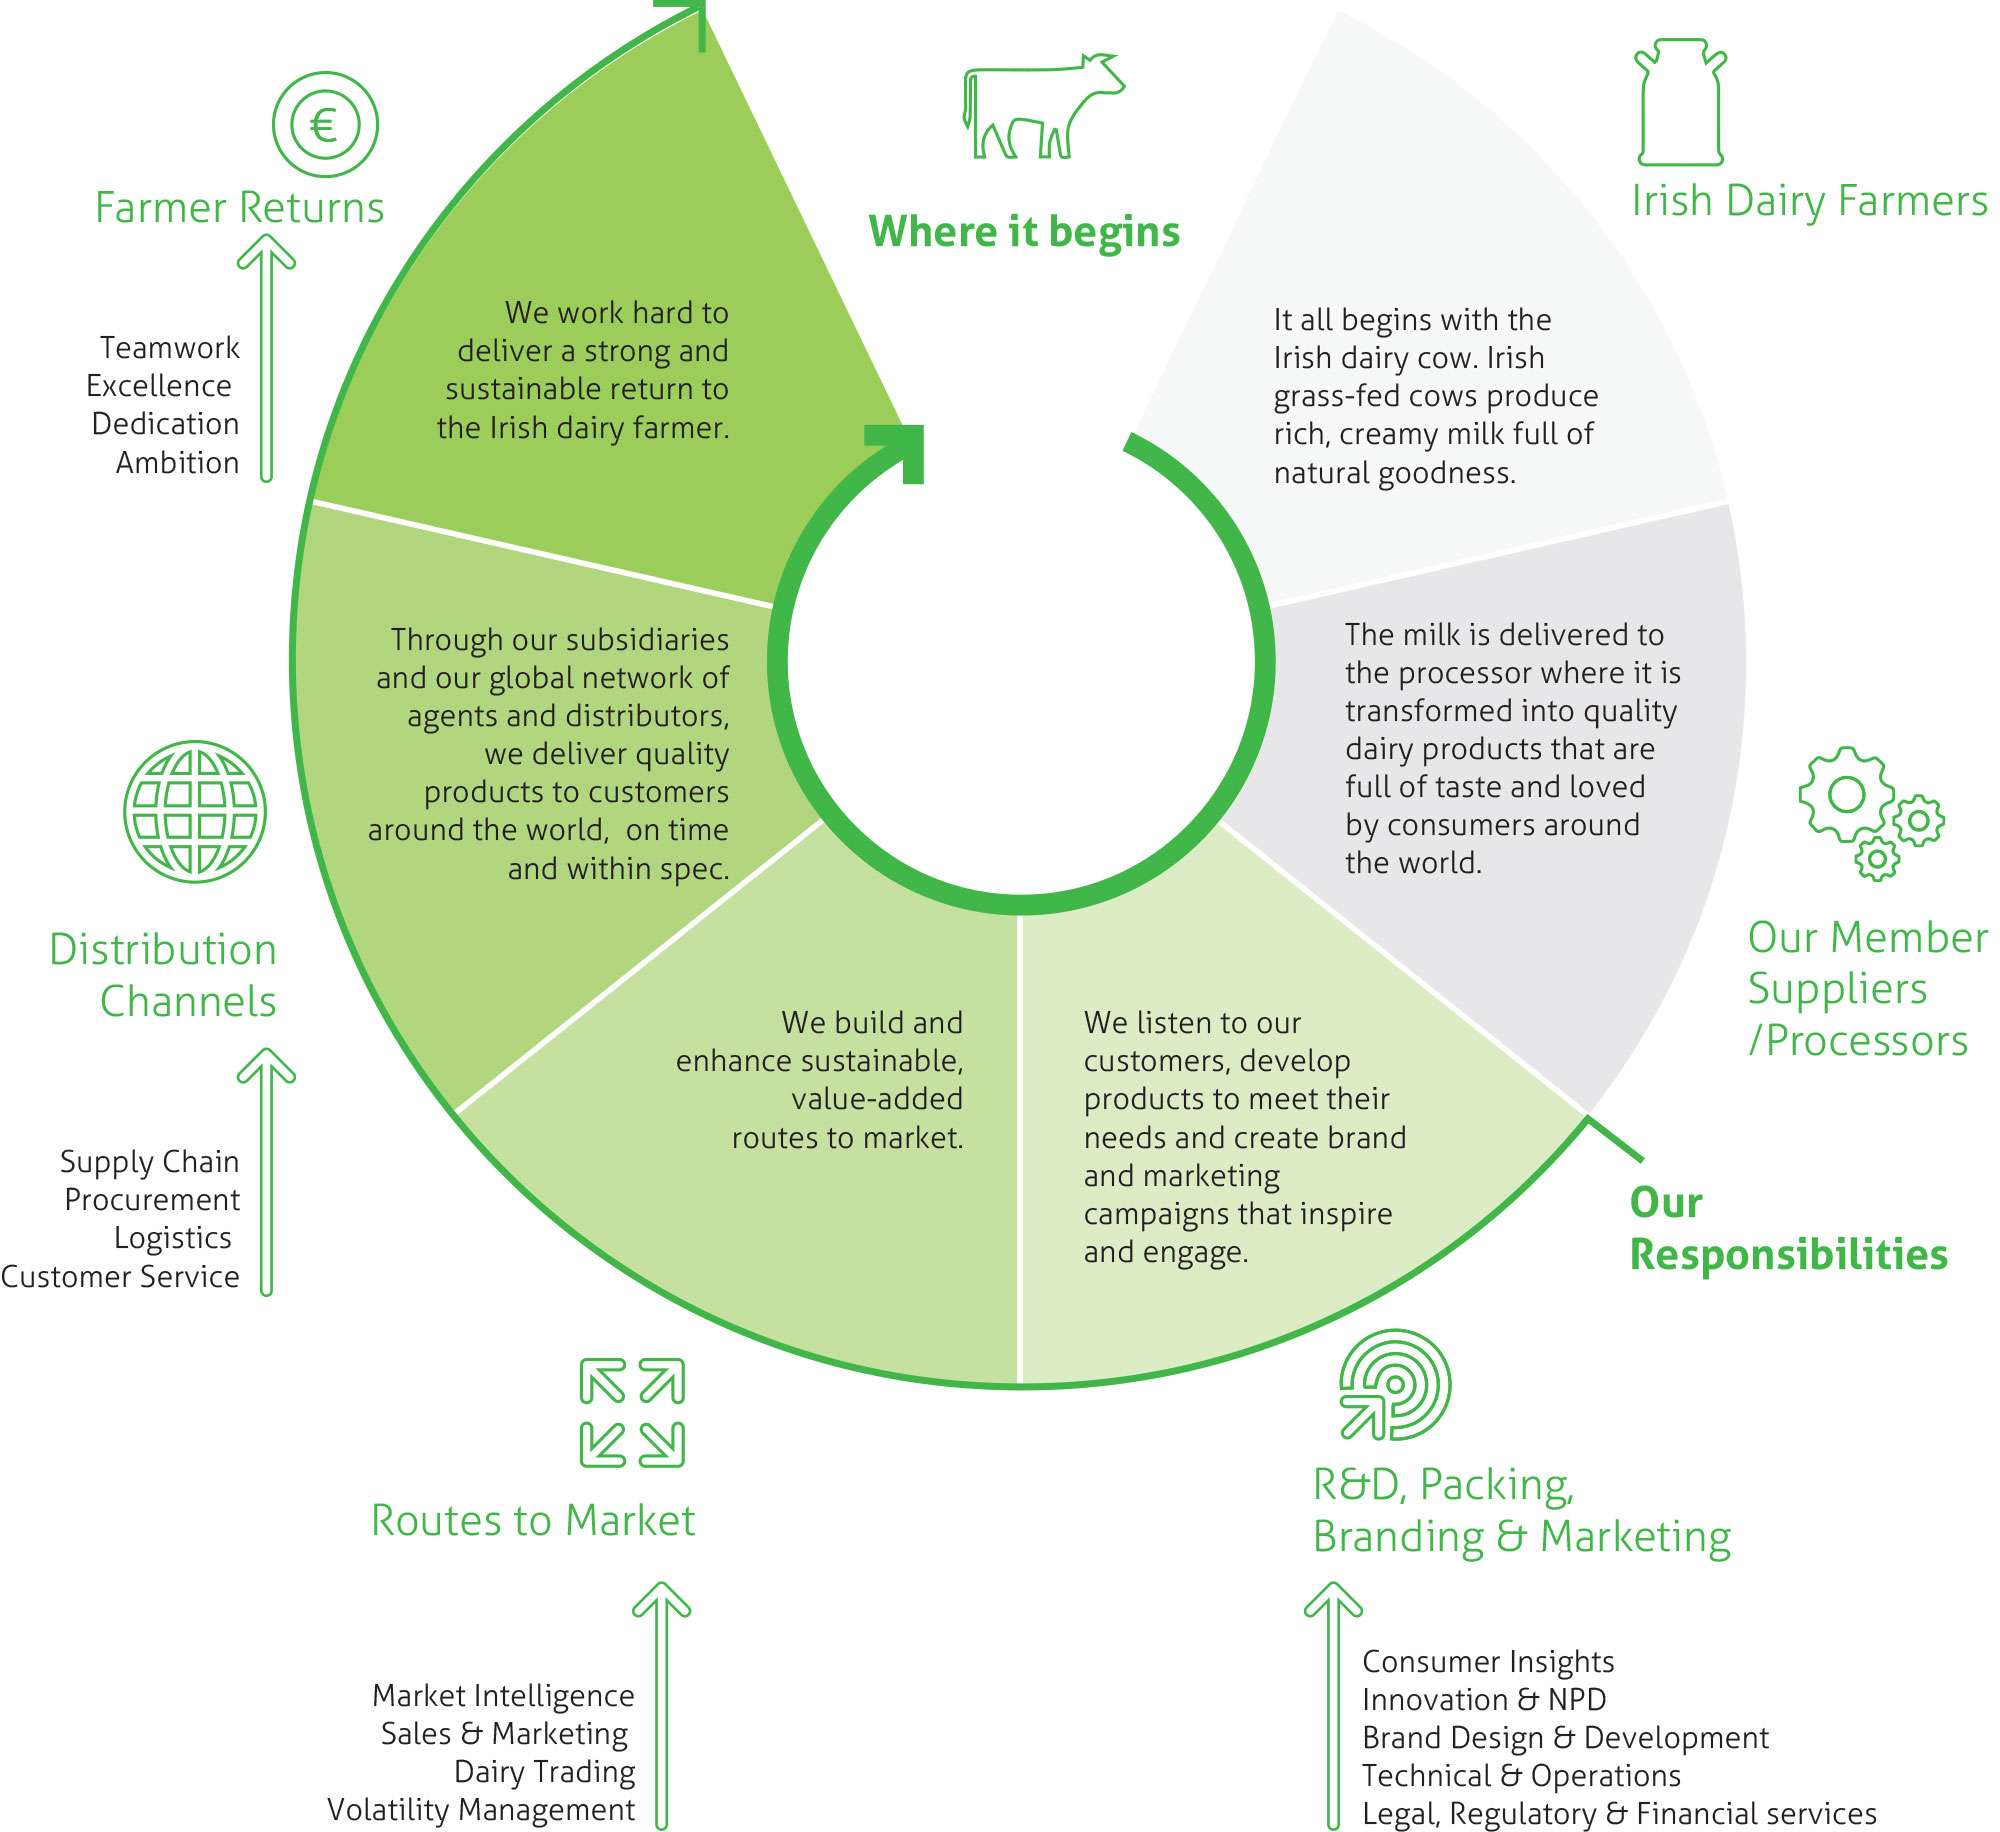 Where it begins
Irish Dairy Farmers
It all begins with the
Irish dairy cow. Irish
grass-fed cows produce
rich, creamy milk full of
natural goodness.
The milk is delivered to
the processor where it is
transformed into quality
dairy products that are
full of taste and loved
by consumers around
the world.
Our Member
Suppliers
/Processors
Our
Responsibilities
We listen to our
customers, develop
products to meet their
needs and create brand
and marketing
campaigns that inspire
and engage.
R&D, Packing,
Branding & Marketing
Consumer Insights
Innovation & NPD
Brand Design & Development
Technical & Operations
Legal, Regulatory & Financial services
We build and
enhance sustainable,
value-added
routes to market.
Routes to Market
Market Intelligence
Sales & Marketing
Dairy Trading
Volatility Management
Through our subsidiaries
and our global network of
agents and distributors,
we deliver quality
products to customers
around the world, on time
and within spec.
Distribution
Channels
Supply Chain
Procurement
Logistics
Customer Service
We work hard to
deliver a strong and
sustainable return to
the Irish dairy farmer.
€
Farmer Returns
Teamwork
Excellence
Dedication
Ambition